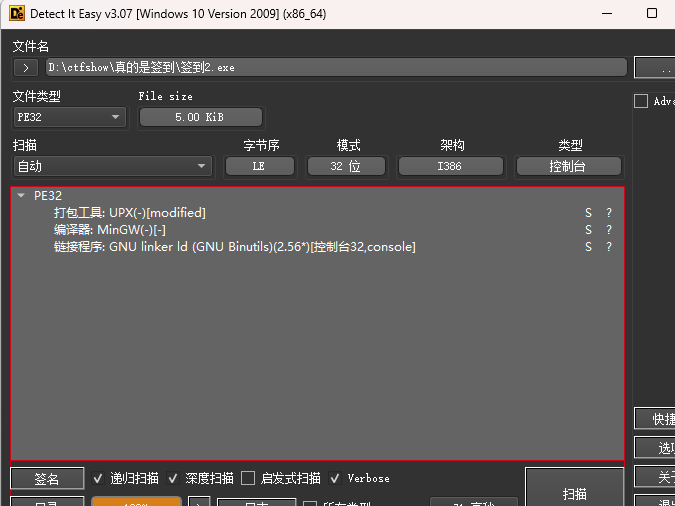 Detect It Easy v3.07 [Windows 10 Version 2009] (x86_64)
文件名
> D:\ctfshow\真的是签到\签到2.exe ..
文件类型 File size
PE32 5.00 KiB Adva
扫描 字节序 模式 架构 类型
自动 LE 32 位 I386 控制台
PE32
打包工具: UPX(-)[modified] S ?
编译器: MinGW(-)[-] S ?
链接程序: GNU linker ld (GNU Binutils)(2.56*)[控制台32,console] S ?
快捷
选项
关于
签名 递归扫描 深度扫描 启发式扫描 Verbose
扫描